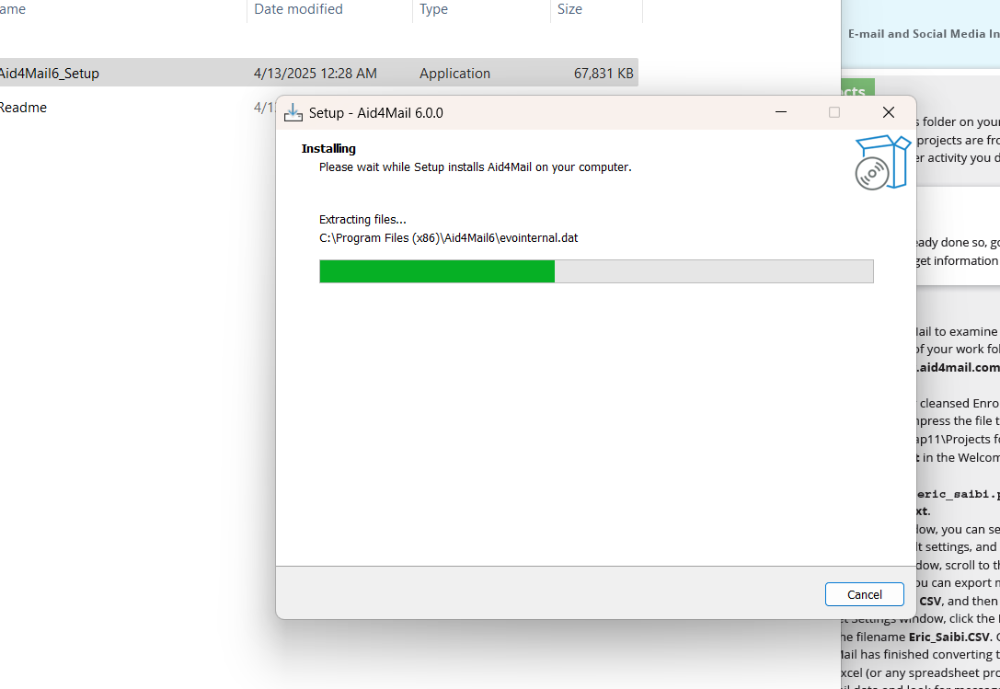 ame Date modified Type Size
Aid4Mail6_Setup 4/13/2025 12:28 AM Application 67,831 KB
Readme 4/1
Setup - Aid4Mail 6.0.0
Installing
Please wait while Setup installs Aid4Mail on your computer.
Extracting files...
C:\Program Files (x86)\Aid4Mail6\evointernal.dat
Cancel
E-mail and Social Media In
cts
s folder on your
projects are fro
er activity you d
eady done so, go
get information
ail to examine
of your work fol
.aid4mail.com
cleansed Enro
mpress the file t
ap11\Projects fo
t in the Welcom
eric_saibi.p
xt.
dow, you can se
lt settings, and
dow, scroll to th
ou can export m
CSV, and then
et Settings window, click the
he filename Eric_Saibi.CSV.
Mail has finished converting t
xcel (or any spreadsheet pro